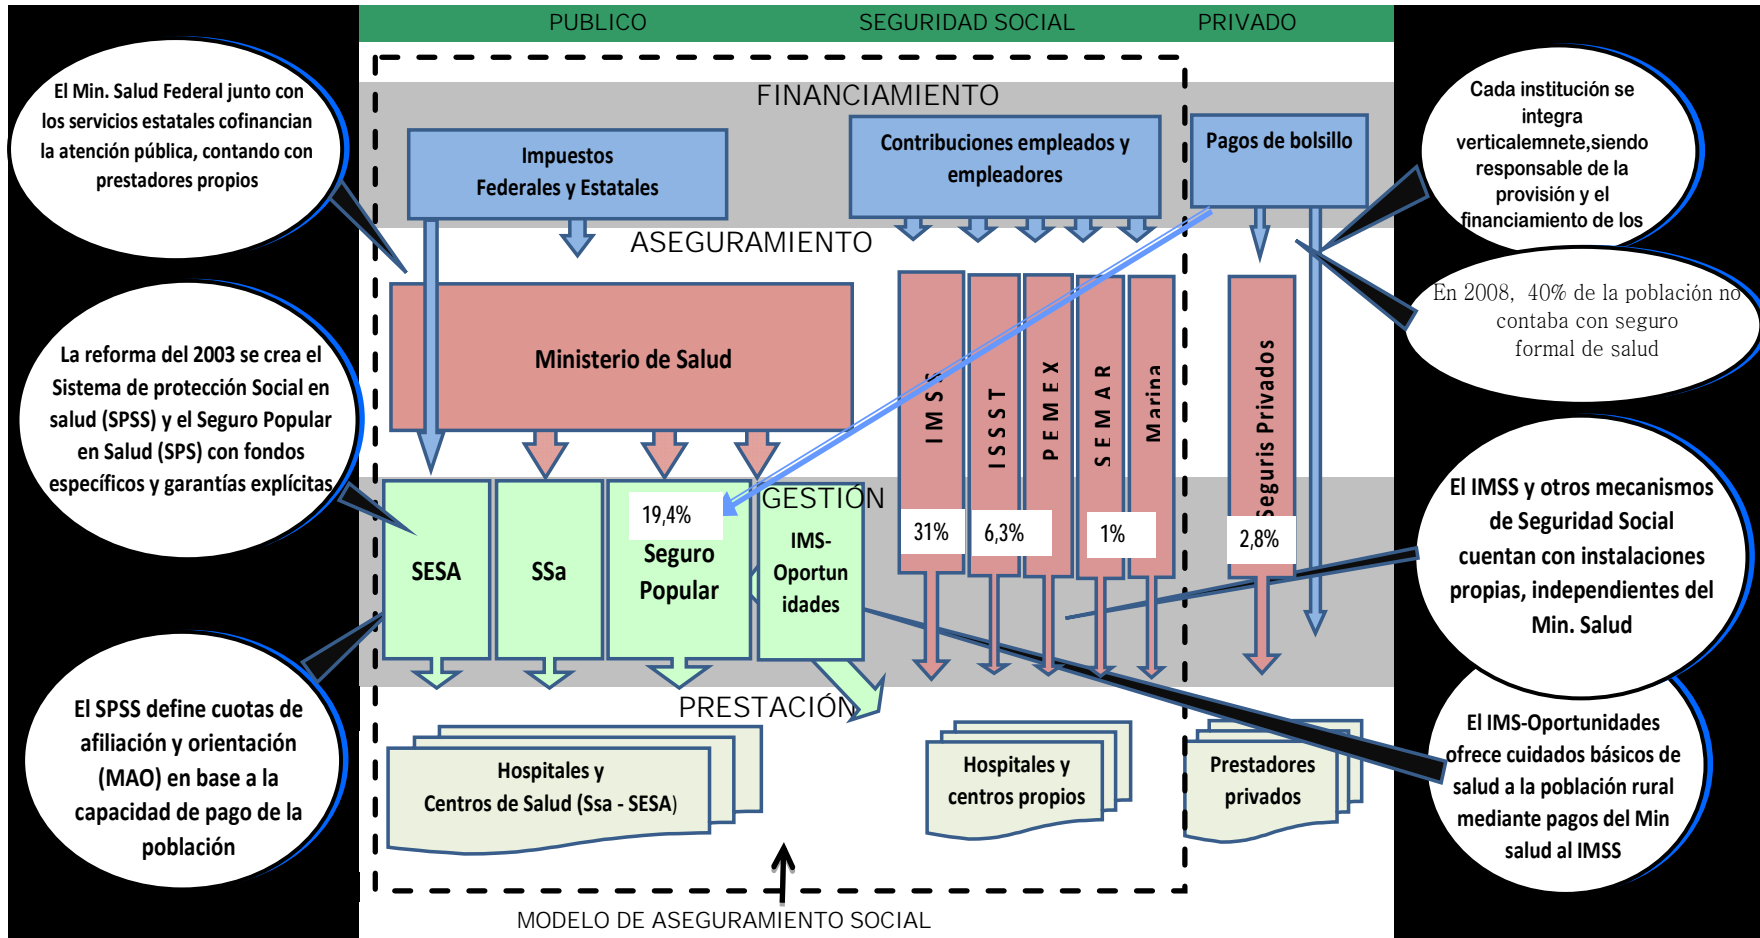 PUBLICO
SEGURIDAD SOCIAL
PRIVADO
El Min. Salud Federal junto con
los servicios estatales cofinancian
la atención pública, contando con
prestadores propios
La reforma del 2003 se crea el
Sistema de protección Social en
salud (SPSS) y el Seguro Popular
en Salud (SPS) con fondos
específicos y garantías explícitas
El SPSS define cuotas de
afiliación y orientación
(MAO) en base a la
capacidad de pago de la
población
FINANCIAMIENTO
Impuestos
Federales y Estatales
Contribuciones empleados y
empleadores
Pagos de bolsillo
ASEGURAMIENTO
Ministerio de Salud
IMSS
ISSST
PEMEX
SEMAR
Marina
Seguris Privados
GESTIÓN
SESA
SSa
19,4%
Seguro
Popular
IMS-
Oportun
idades
31%
6,3%
1%
2,8%
PRESTACIÓN
Hospitales y
Centros de Salud (Ssa - SESA)
Hospitales y
centros propios
Prestadores
privados
MODELO DE ASEGURAMIENTO SOCIAL
Cada institución se
integra
verticalemnete,siendo
responsable de la
provisión y el
financiamiento de los
En 2008, 40% de la población no
contaba con seguro
formal de salud
El IMSS y otros mecanismos
de Seguridad Social
cuentan con instalaciones
propias, independientes del
Min. Salud
El IMS-Oportunidades
ofrece cuidados básicos de
salud a la población rural
mediante pagos del Min
salud al IMSS